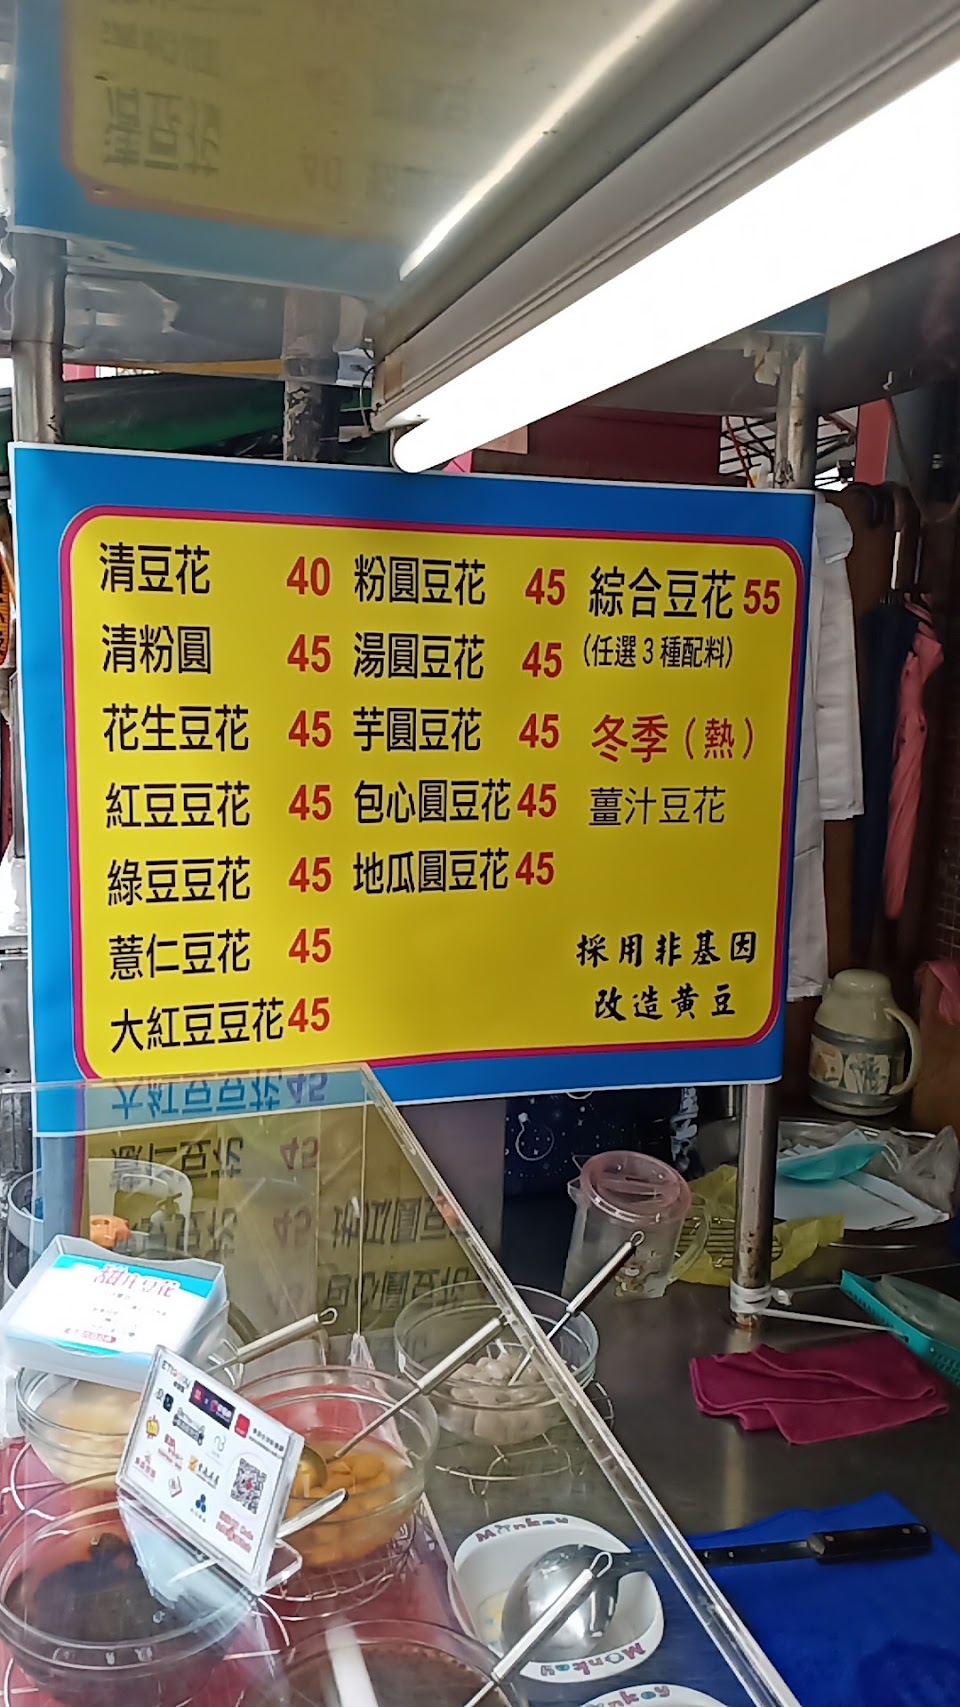 清豆花 40
清粉圓 45
花生豆花 45
紅豆豆花 45
綠豆豆花 45
薏仁豆花 45
大紅豆豆花 45
粉圓豆花 45
湯圓豆花 45
芋圓豆花 45
包心圓豆花 45
地瓜圓豆花 45
綜合豆花 55
(任選3種配料)
冬季(熱)
薑汁豆花
採用非基因
改造黃豆
Monkey
Monkey